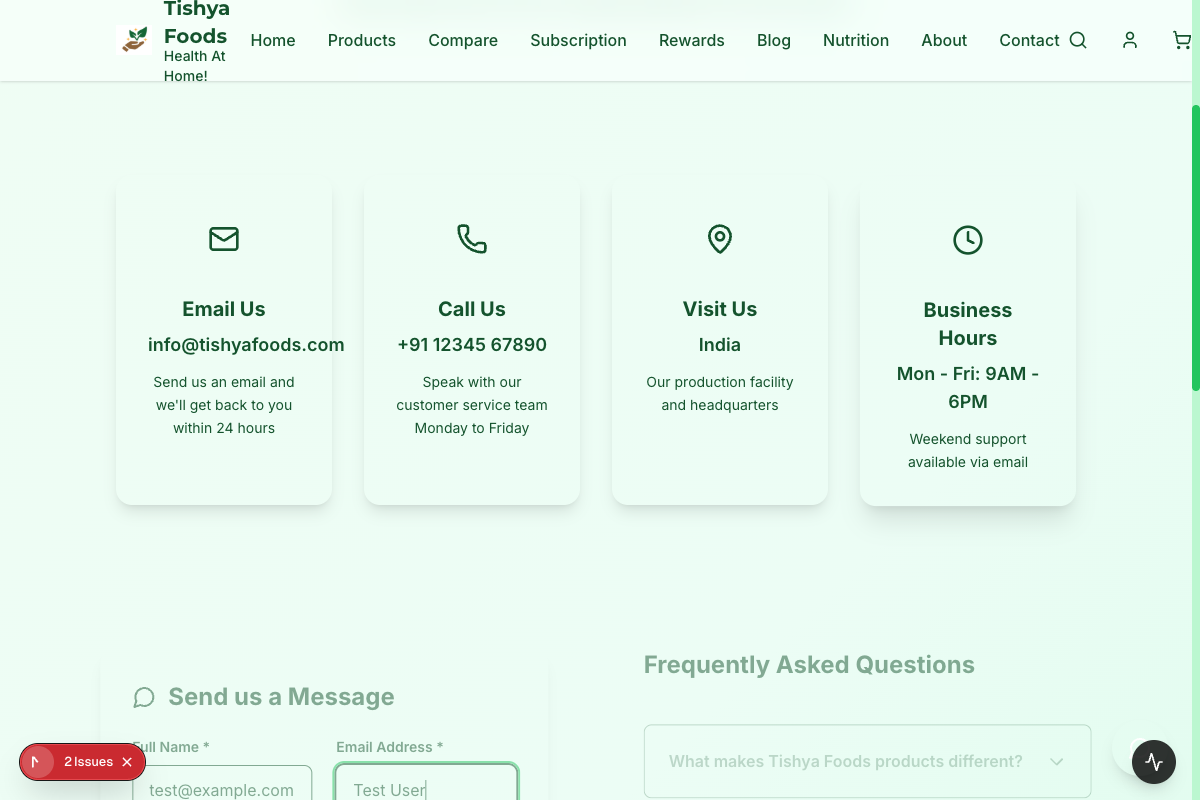 Tishya
Foods
Health At
Home!
Home
Products
Compare
Subscription
Rewards
Blog
Nutrition
About
Contact
Email Us
info@tishyafoods.com
Send us an email and
we'll get back to you
within 24 hours
Call Us
+91 12345 67890
Speak with our
customer service team
Monday to Friday
Visit Us
India
Our production facility
and headquarters
Business
Hours
Mon - Fri: 9AM -
6PM
Weekend support
available via email
Send us a Message
Full Name *
test@example.com
Email Address *
Test User
Frequently Asked Questions
What makes Tishya Foods products different?
2 Issues